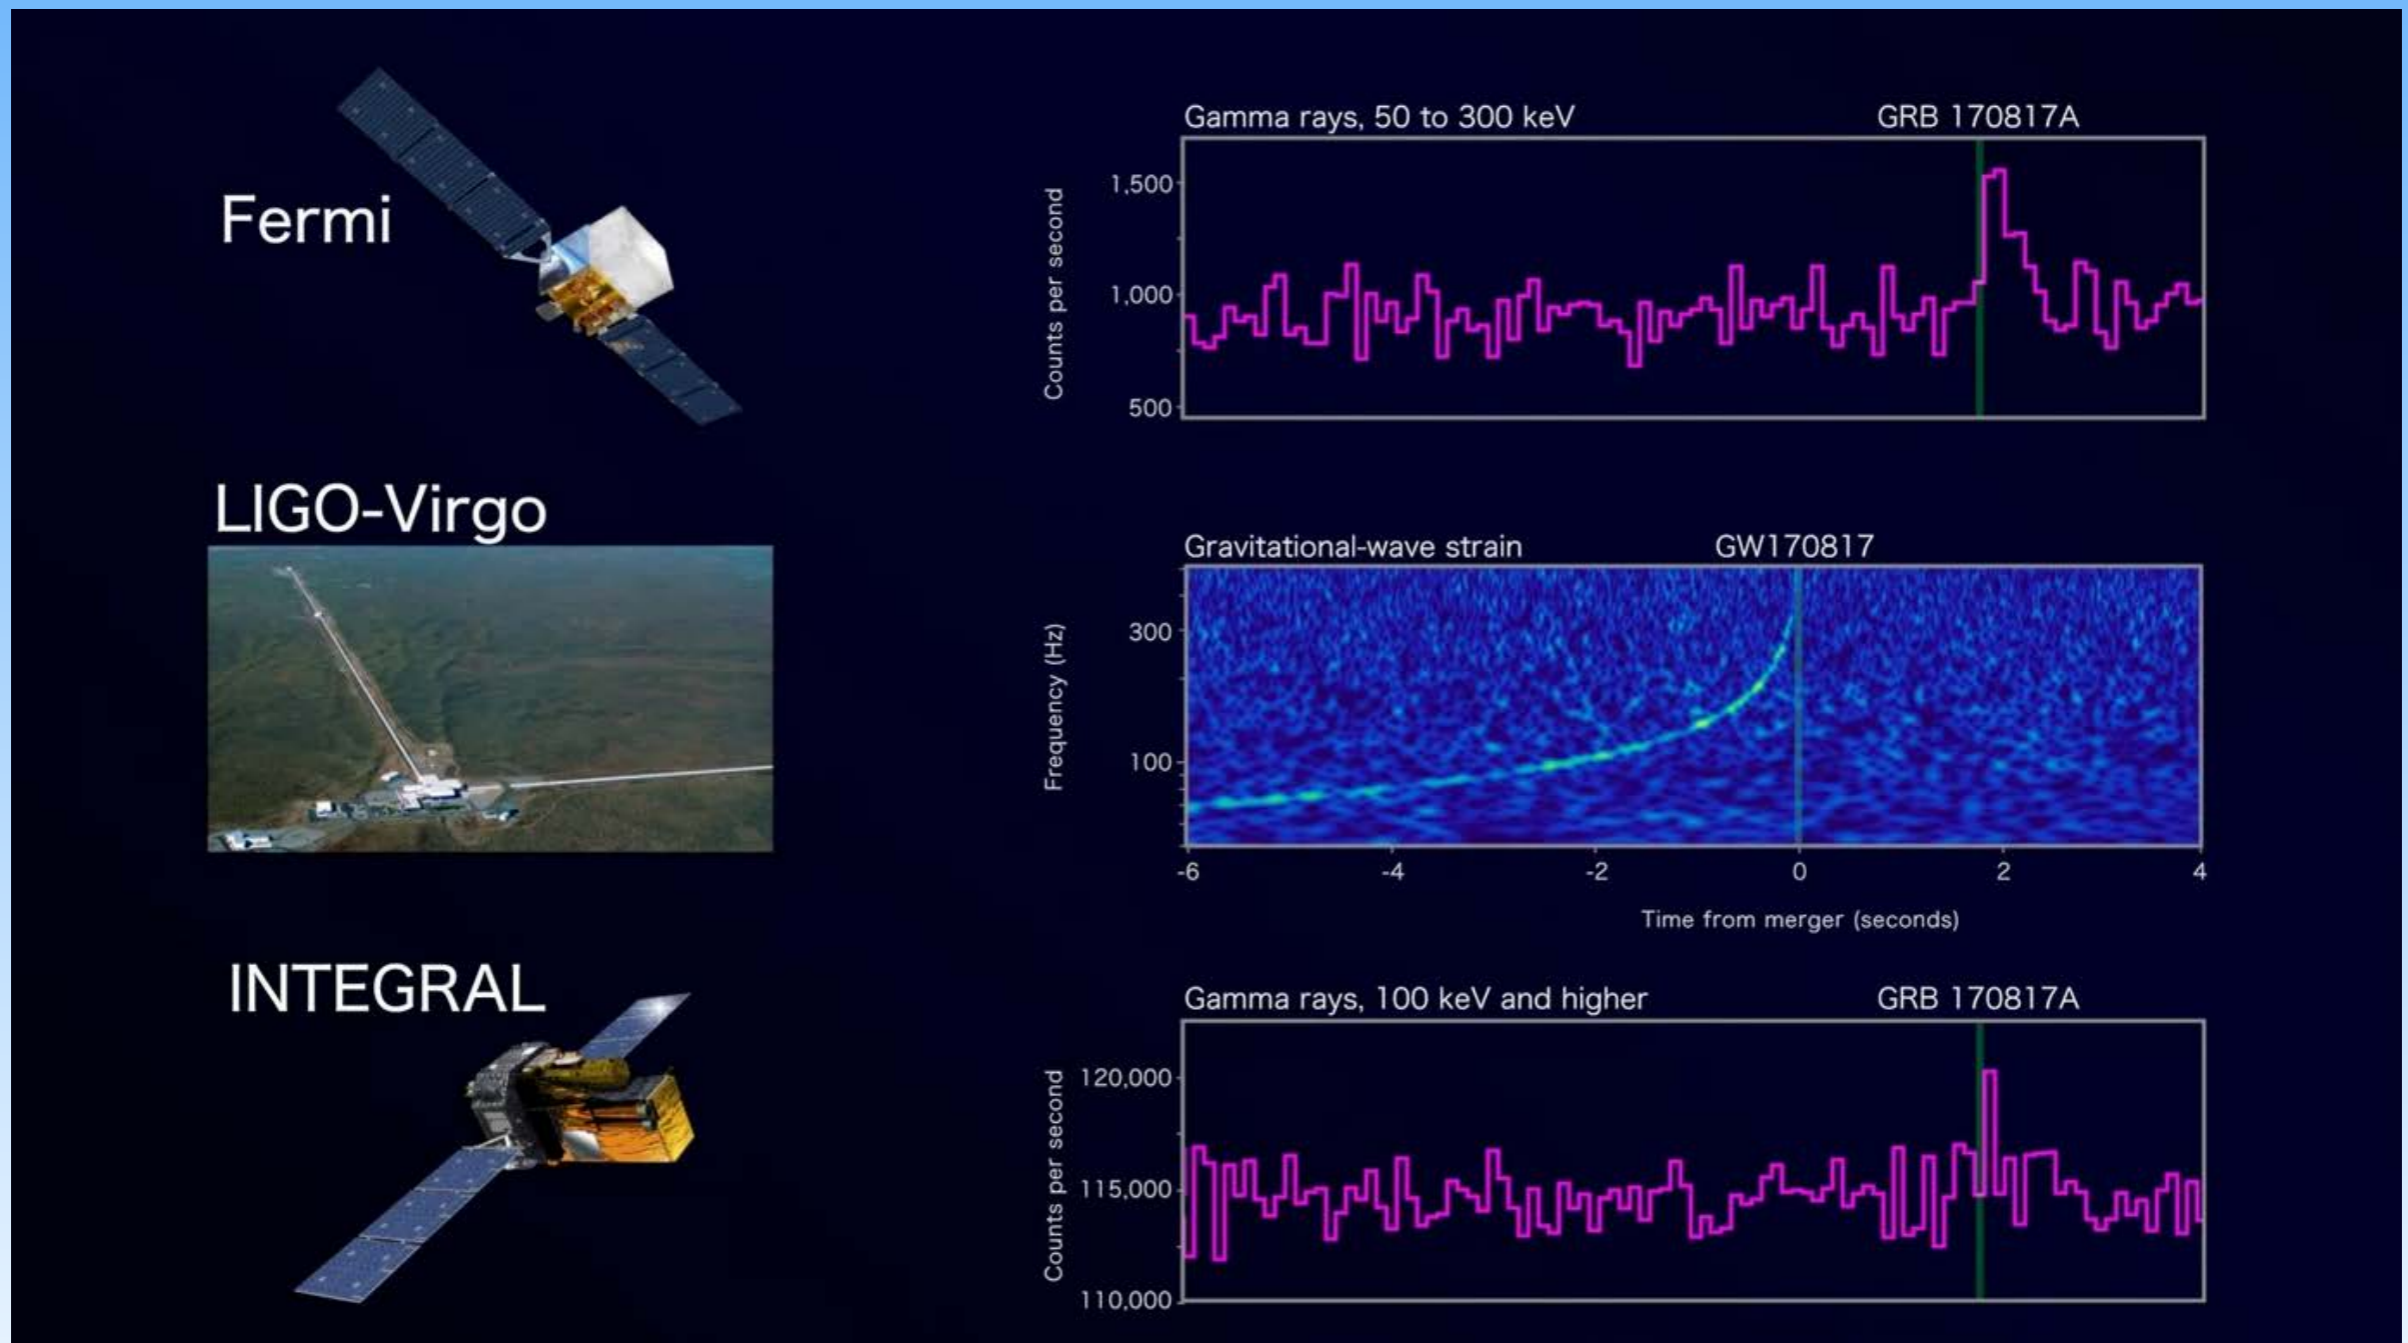 Fermi
Gamma rays, 50 to 300 keV
GRB 170817A
Counts per second
1,500
1,000
500
LIGO-Virgo
Gravitational-wave strain
GW170817
Frequency (Hz)
300
100
-6 -4 -2 0 2 4
Time from merger (seconds)
INTEGRAL
Gamma rays, 100 keV and higher
GRB 170817A
Counts per second
120,000
115,000
110,000